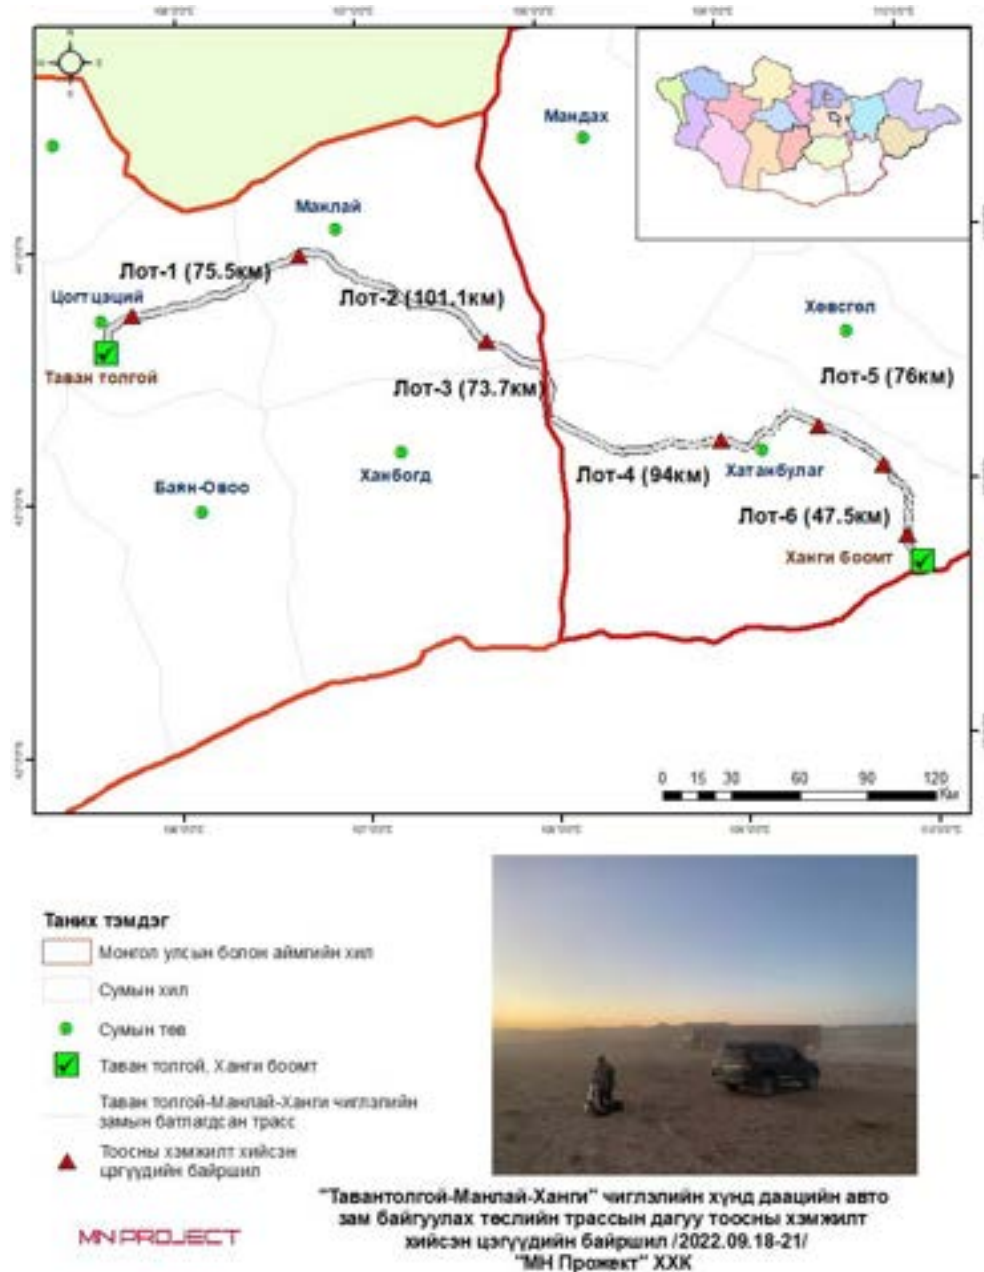 Мандах
Манлай
Лот-1 (75.5км)
Цогтцэций
Лот-2 (101.1км)
Ховсгол
Таван толгой
Лот-3 (73.7км)
Лот-5 (76км)
Ханбогд
Лот-4 (94км)
Хатанбулаг
Баян-Овоо
Лот-6 (47.5км)
Ханги боомт
0 15 30 60 90 120
Км
Таних тэмдэг
Монгол улсын болон аймгийн хил
Сумын хил
Сумын төв
Таван толгой, Ханги боомт
Таван толгой-Манлай-Ханги чиглэлийн
замын батлагдсан трасс
Тоосны хэмжилт хийсэн
цэгүүдийн байршил
MN PROJECT
"Тавантолгой-Манлай-Ханги" чиглэлийн хүнд даацийн авто
зам байгуулах төслийн трассын дагуу тоосны хэмжилт
хийсэн цэгүүдийн байршил /2022.09.18-21/
"МН Прожект" ХХК